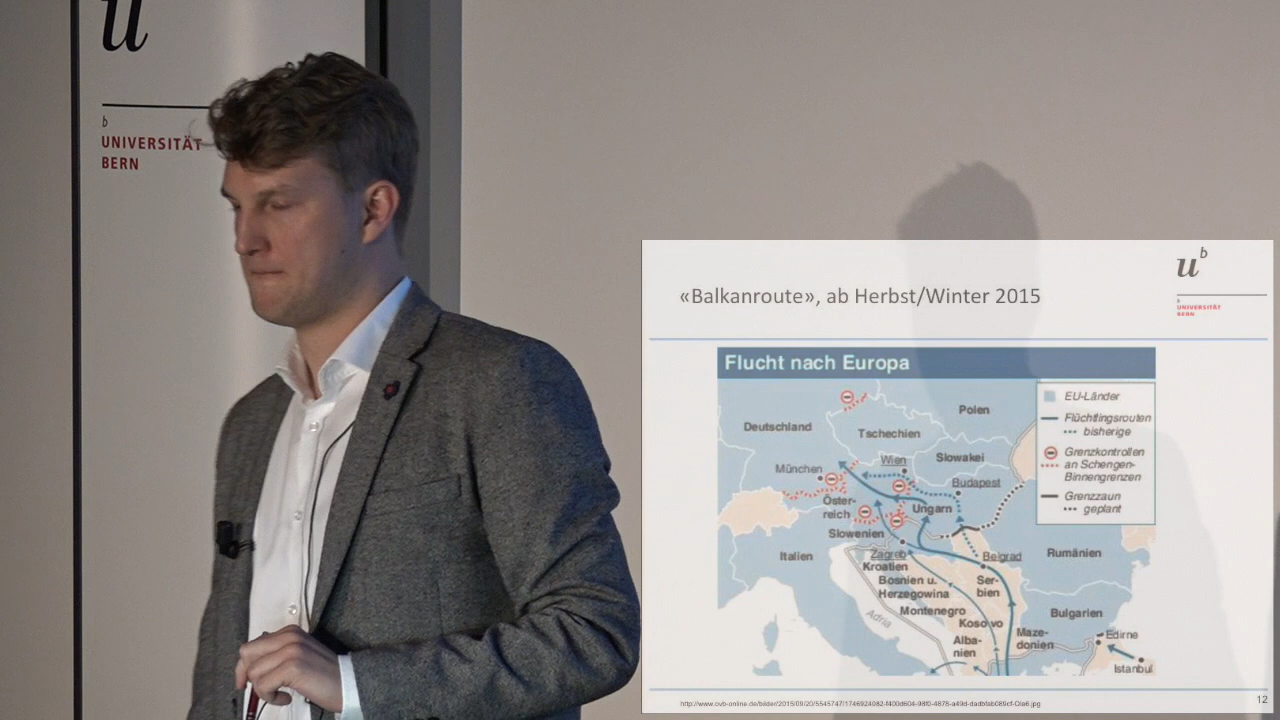 u
b
UNIVERSITÄT
BERN
«Balkanroute», ab Herbst/Winter 2015
u b
b
UNIVERSITÄT
BERN
Flucht nach Europa
EU-Länder
Flüchtlingsrouten
bisherige
Grenzkontrollen
an Schengen-
Binnengrenzen
Grenzzaun
geplant
Polen
Deutschland
Tschechien
Wien
Slowakei
München
Budapest
Öster-
reich
Ungarn
Slowenien
Italien
Zagreb
Belgrad
Rumänien
Kroatien
Bosnien u.
Herzegowina
Ser-
bien
Montenegro
Adria
Kosovo
Bulgarien
Maze-
donien
Alba-
nien
Edirne
Istanbul
12